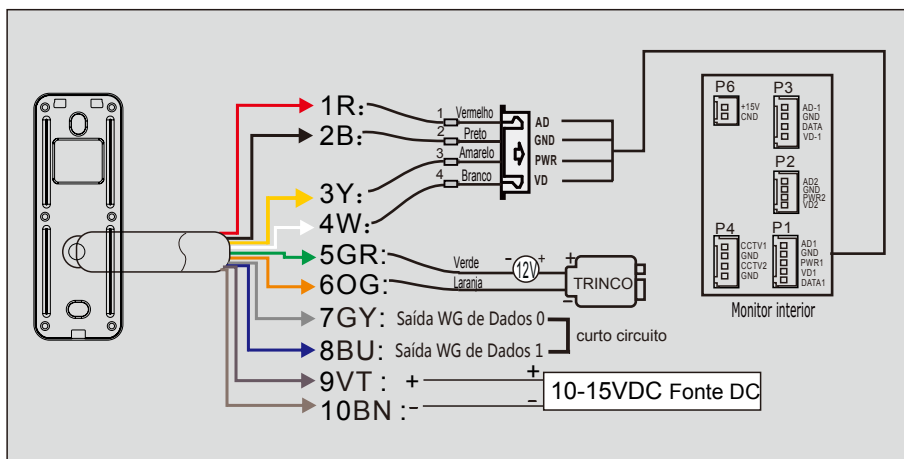 1R:
1 Vermelho
AD
2B:
2 Preto
GND
3 Amarelo
PWR
3Y:
4 Branco
VD
4W:
5GR:
Verde
- 12V +
+
TRINCO
6OG:
Laranja
-
7GY: Saída WG de Dados 0
curto circuito
8BU: Saída WG de Dados 1
9VT : + +
10-15VDC Fonte DC
10BN :- -
P6
+15V
CND
P3
AD-1
GND
DATA
VD-1
P2
AD2
GND
PWR2
VD2
P4
CCTV1
GND
CCTV2
GND
P1
AD1
GND
PWR1
VD1
DATA1
Monitor interior